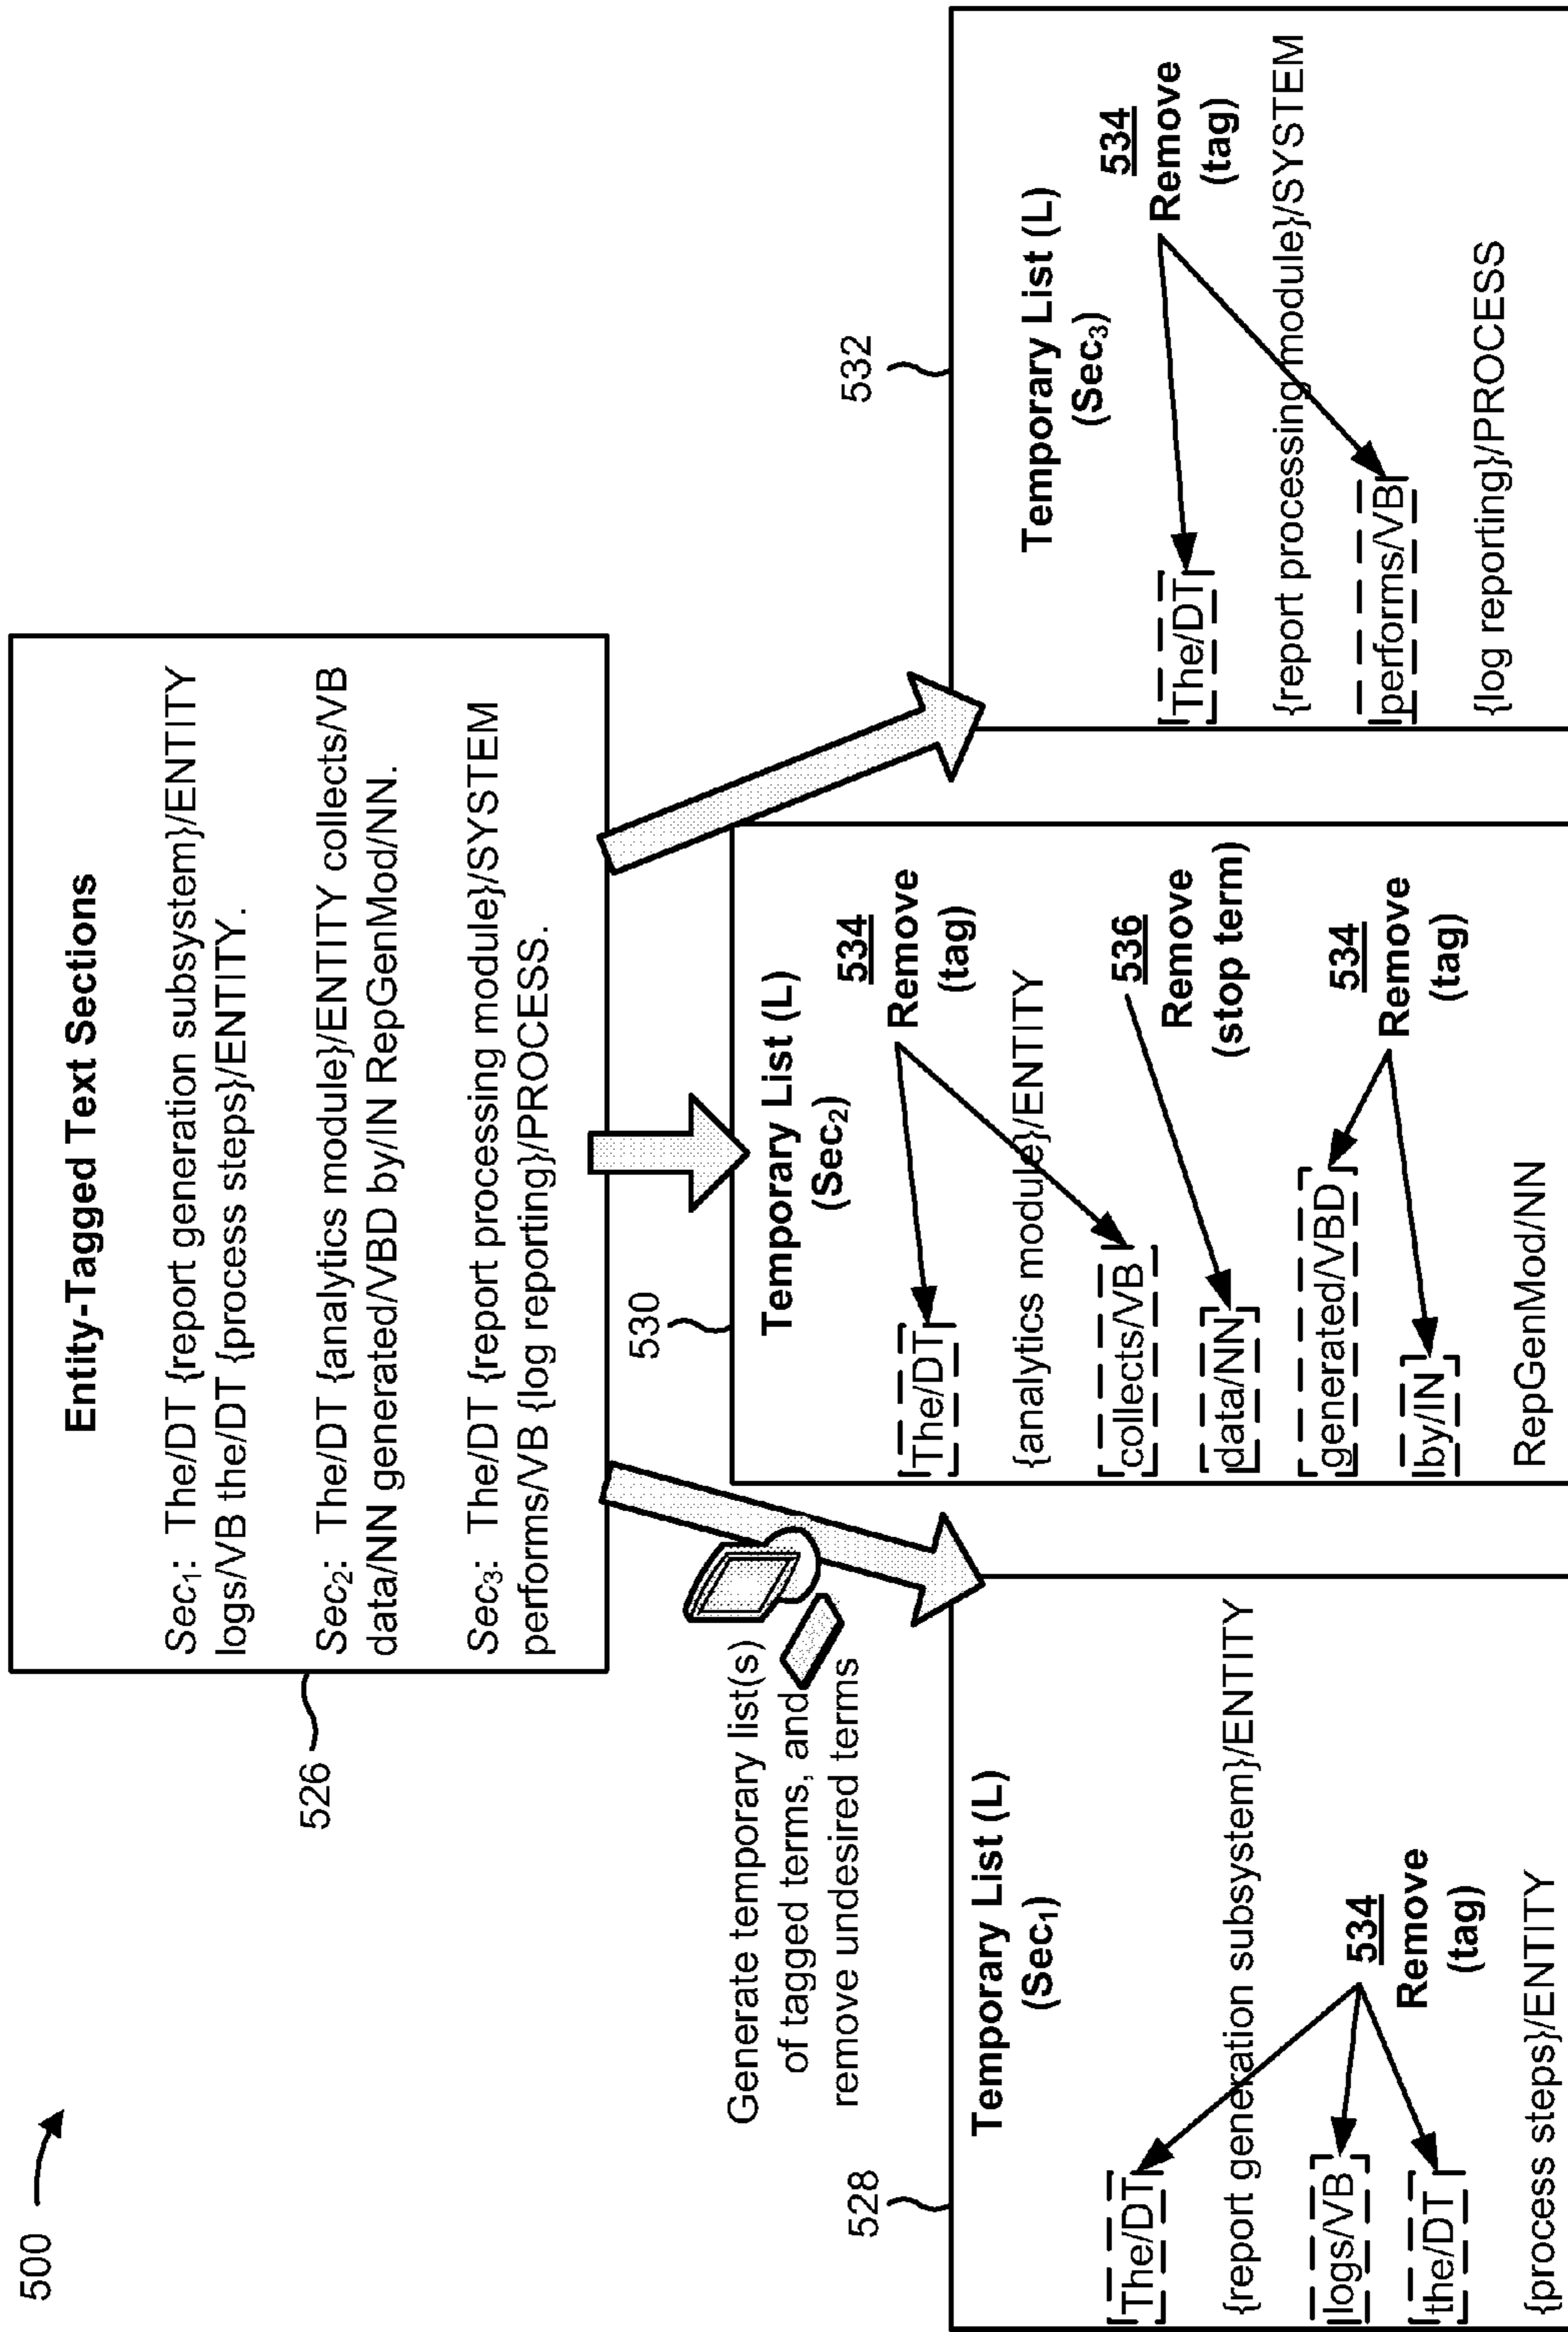 500
Entity-Tagged Text Sections
Sec₁: The/DT {report generation subsystem}/ENTITY
logs/VB the/DT {process steps}/ENTITY.
Sec₂: The/DT {analytics module}/ENTITY collects/VB
data/NN generated/VBD by/IN RepGenMod/NN.
Sec₃: The/DT {report processing module}/SYSTEM
performs/VB {log reporting}/PROCESS.
526
Generate temporary list(s)
of tagged terms, and
remove undesired terms
528
Temporary List (L)
(Sec₁)
The/DT
{report generation subsystem}/ENTITY
logs/VB
the/DT
534
Remove
(tag)
{process steps}/ENTITY
530
Temporary List (L)
(Sec₂)
534
Remove
(tag)
The/DT
{analytics module}/ENTITY
collects/VB
536
Remove
(stop term)
data/NN
generated/VBD
534
Remove
(tag)
by/IN
RepGenMod/NN
532
Temporary List (L)
(Sec₃)
534
Remove
(tag)
The/DT
{report processing module}/SYSTEM
performs/VB
{log reporting}/PROCESS